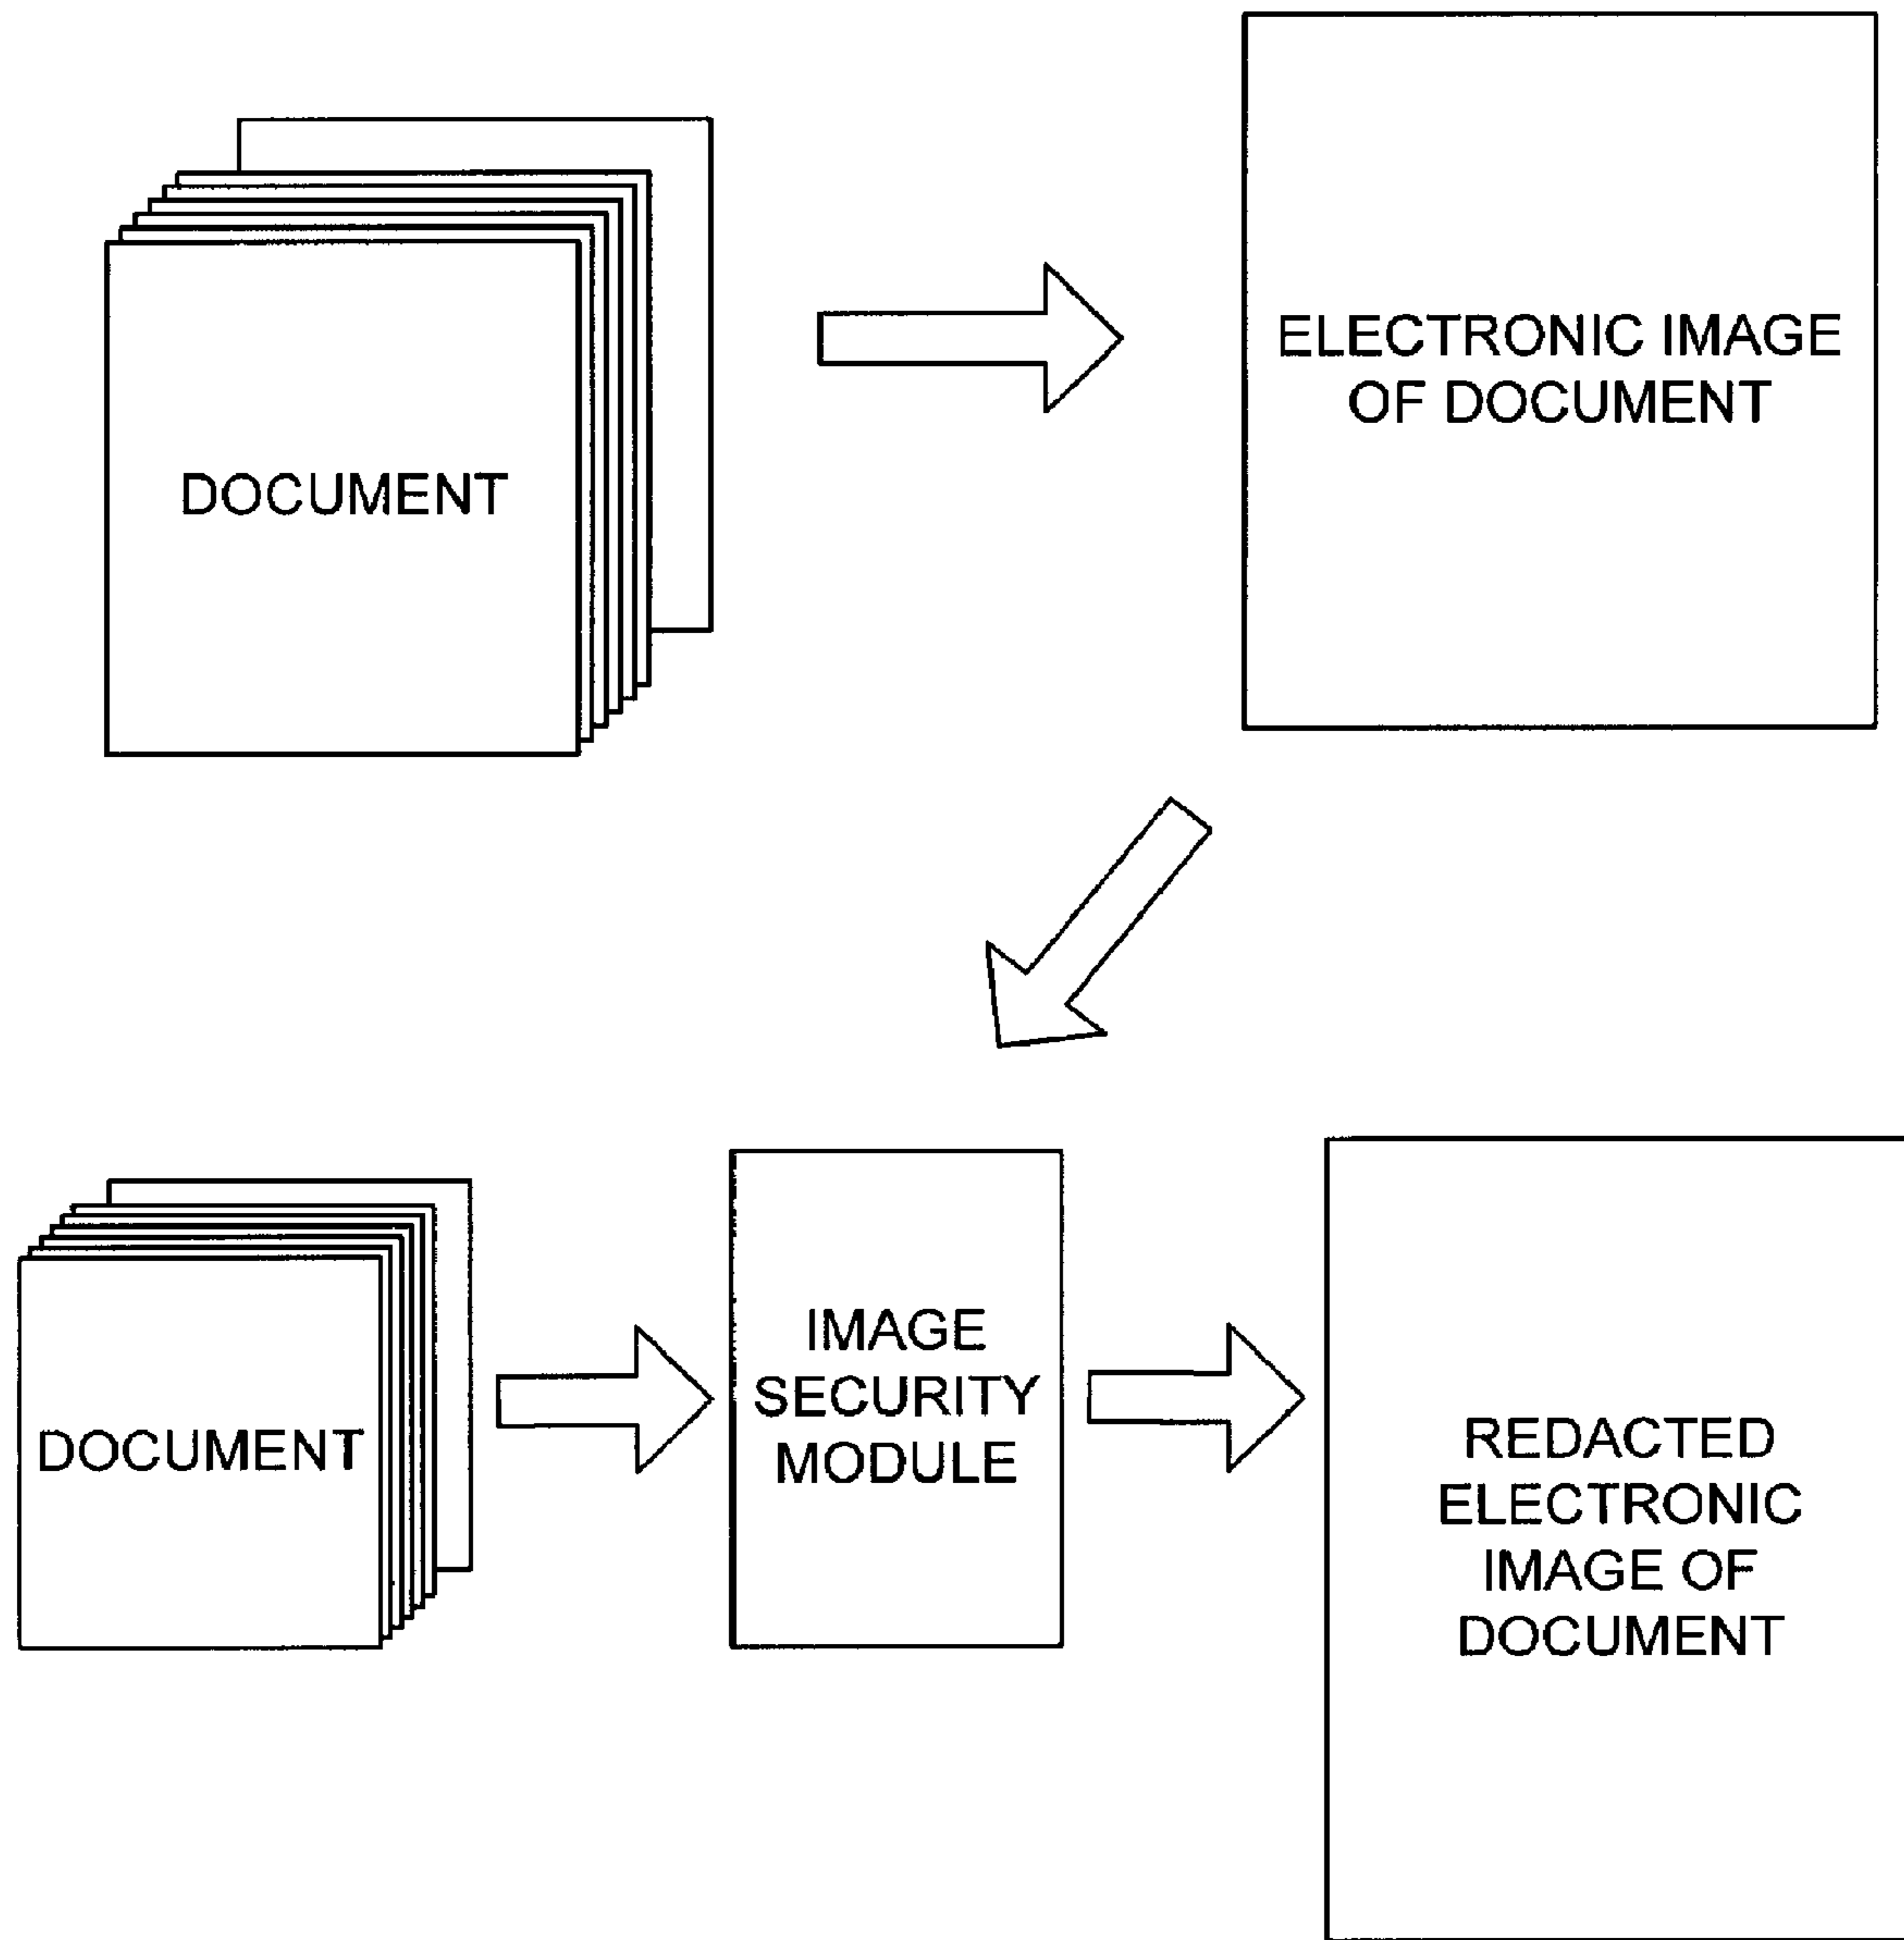 DOCUMENT
ELECTRONIC IMAGE
OF DOCUMENT
DOCUMENT
IMAGE
SECURITY
MODULE
REDACTED
ELECTRONIC
IMAGE OF
DOCUMENT